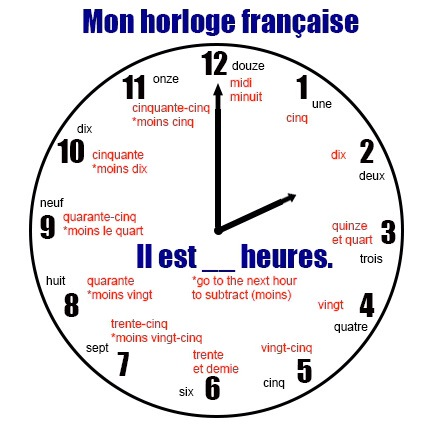 Mon horloge française
12 douze
midi
minuit
11 onze
cinquante-cinq
*moins cinq
1
une
cinq
10 dix
cinquante
*moins dix
2
dix
deux
9 neuf
quarante-cinq
*moins le quart
3
quinze
et quart
trois
Il est __ heures.
*go to the next hour
to subtract (moins)
8 huit
quarante
*moins vingt
4
vingt
quatre
7 sept
trente-cinq
*moins vingt-cinq
trente
et demie
6 six
vingt-cinq
5 cinq